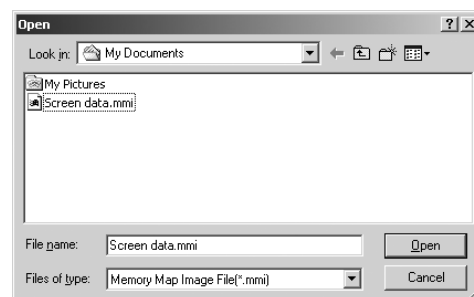 Open
Look in: My Documents
My Pictures
Screen data.mmi
File name: Screen data.mmi Open
Files of type: Memory Map Image File(*.mmi) Cancel